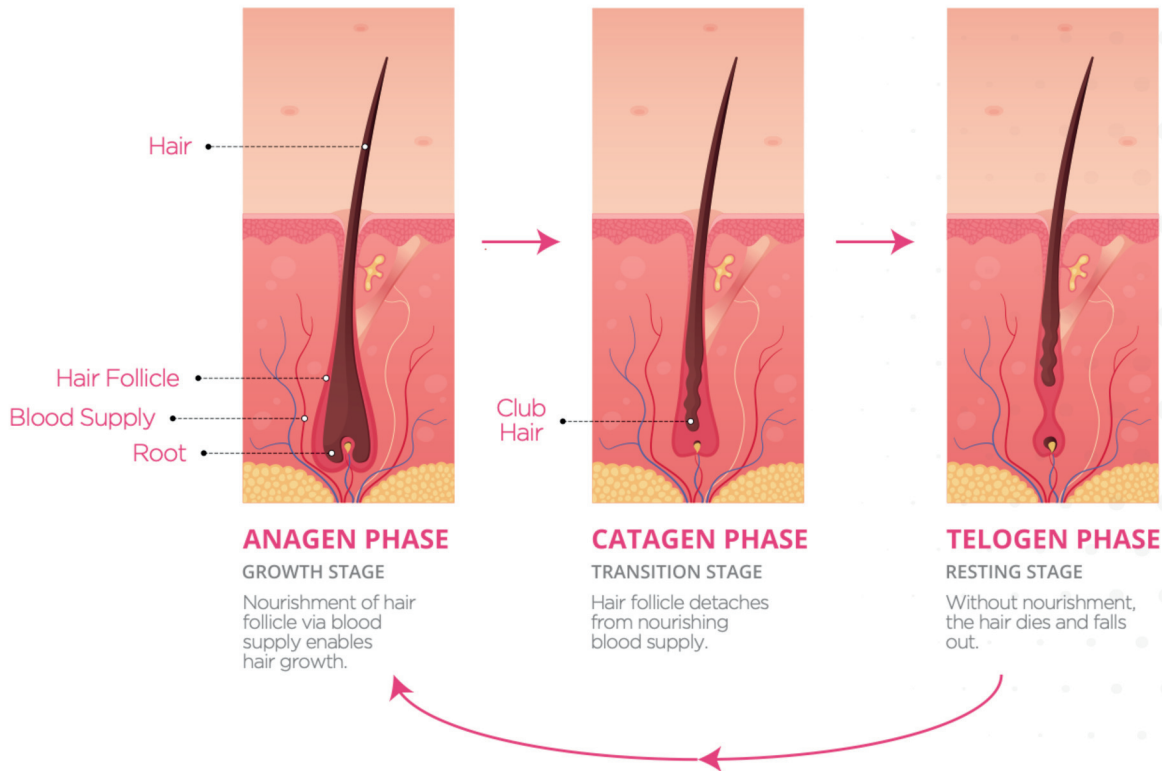 Hair
Hair Follicle
Blood Supply
Root
Club
Hair
ANAGEN PHASE
GROWTH STAGE
Nourishment of hair
follicle via blood
supply enables
hair growth.
CATAGEN PHASE
TRANSITION STAGE
Hair follicle detaches
from nourishing
blood supply.
TELOGEN PHASE
RESTING STAGE
Without nourishment,
the hair dies and falls
out.